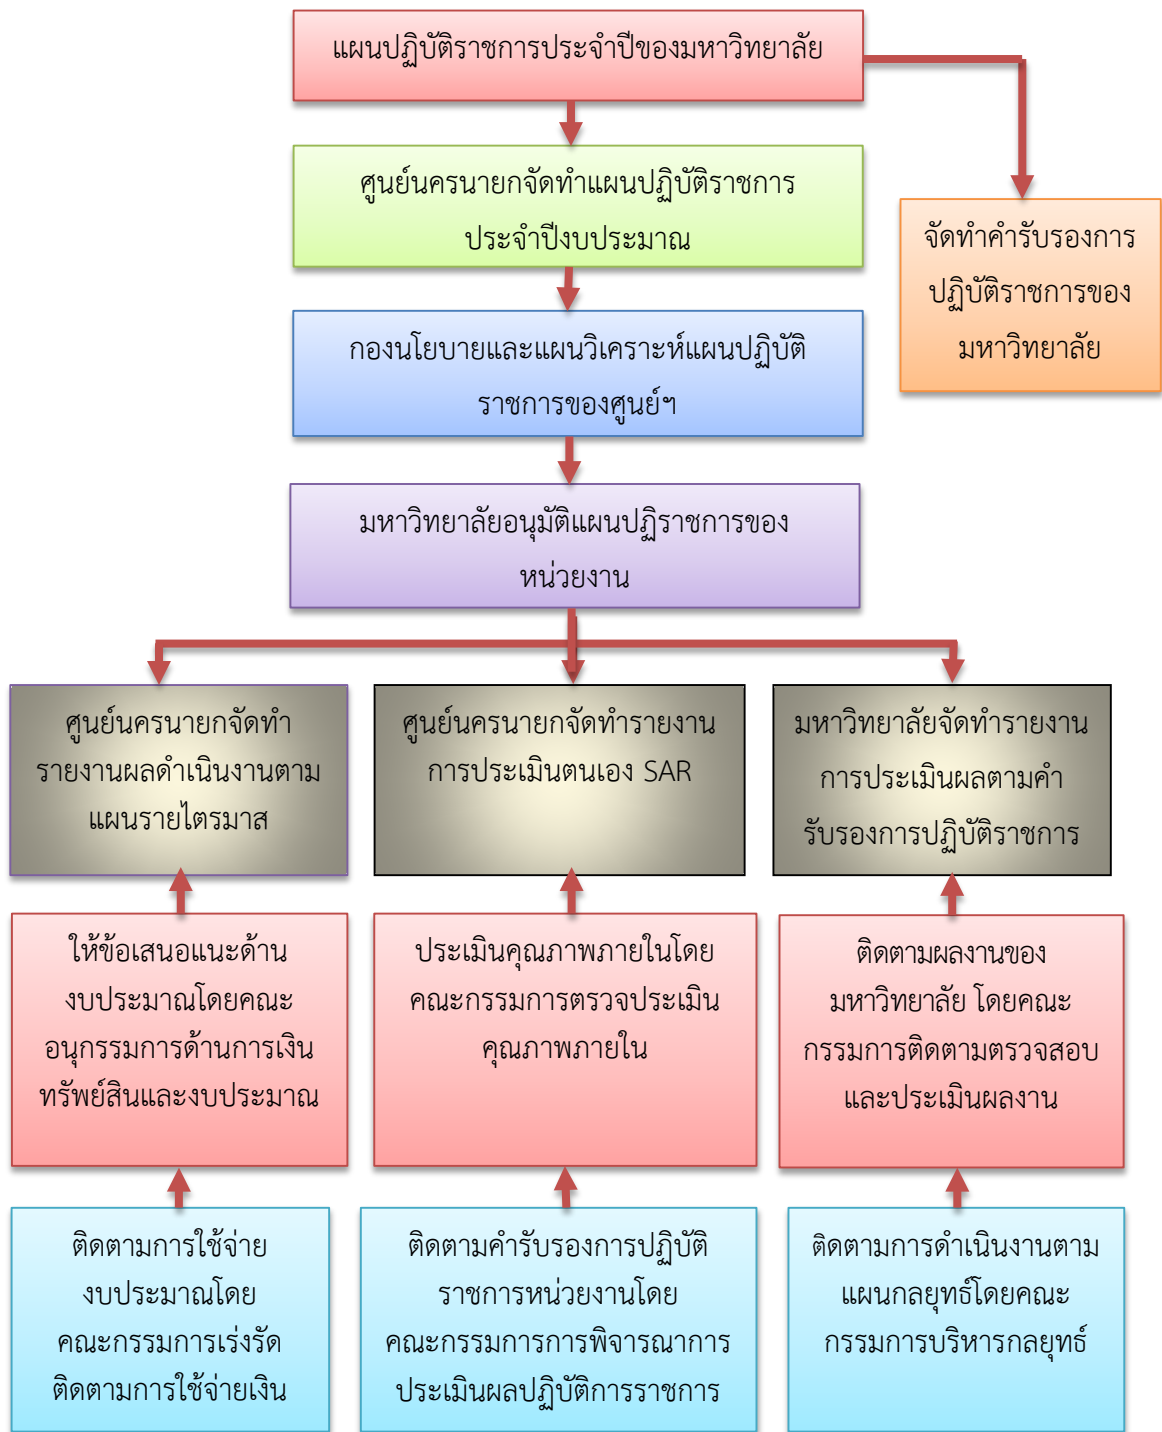 แผนปฏิบัติราชการประจำปีของมหาวิทยาลัย
ศูนย์นครนายกจัดทำแผนปฏิบัติราชการ
ประจำปีงบประมาณ
จัดทำคำรับรองการ
ปฏิบัติราชการของ
มหาวิทยาลัย
กองนโยบายและแผนวิเคราะห์แผนปฏิบัติ
ราชการของศูนย์ฯ
มหาวิทยาลัยอนุมัติแผนปฏิราชการของ
หน่วยงาน
ศูนย์นครนายกจัดทำ
รายงานผลดำเนินงานตาม
แผนรายไตรมาส
ศูนย์นครนายกจัดทำรายงาน
การประเมินตนเอง SAR
มหาวิทยาลัยจัดทำรายงาน
การประเมินผลตามคำ
รับรองการปฏิบัติราชการ
ให้ข้อเสนอแนะด้าน
งบประมาณโดยคณะ
อนุกรรมการด้านการเงิน
ทรัพย์สินและงบประมาณ
ประเมินคุณภาพภายในโดย
คณะกรรมการตรวจประเมิน
คุณภาพภายใน
ติดตามผลงานของ
มหาวิทยาลัย โดยคณะ
กรรมการติดตามตรวจสอบ
และประเมินผลงาน
ติดตามการใช้จ่าย
งบประมาณโดย
คณะกรรมการเร่งรัด
ติดตามการใช้จ่ายเงิน
ติดตามคำรับรองการปฏิบัติ
ราชการหน่วยงานโดย
คณะกรรมการการพิจารณาการ
ประเมินผลปฏิบัติการราชการ
ติดตามการดำเนินงานตาม
แผนกลยุทธ์โดยคณะ
กรรมการบริหารกลยุทธ์